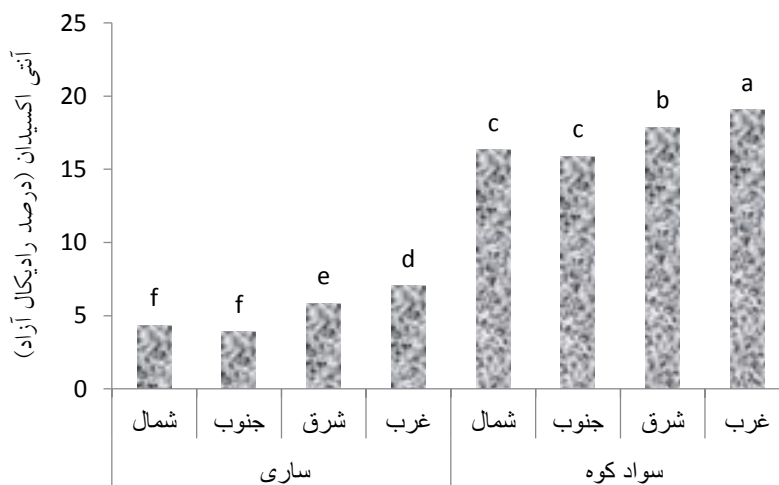 آنتی اکسیدان (درصد رادیکال آزاد)
25
20
15
10
5
0
f
f
e
d
c
c
b
a
شمال
جنوب
شرق
غرب
شمال
جنوب
شرق
غرب
ساری
سواد کوه